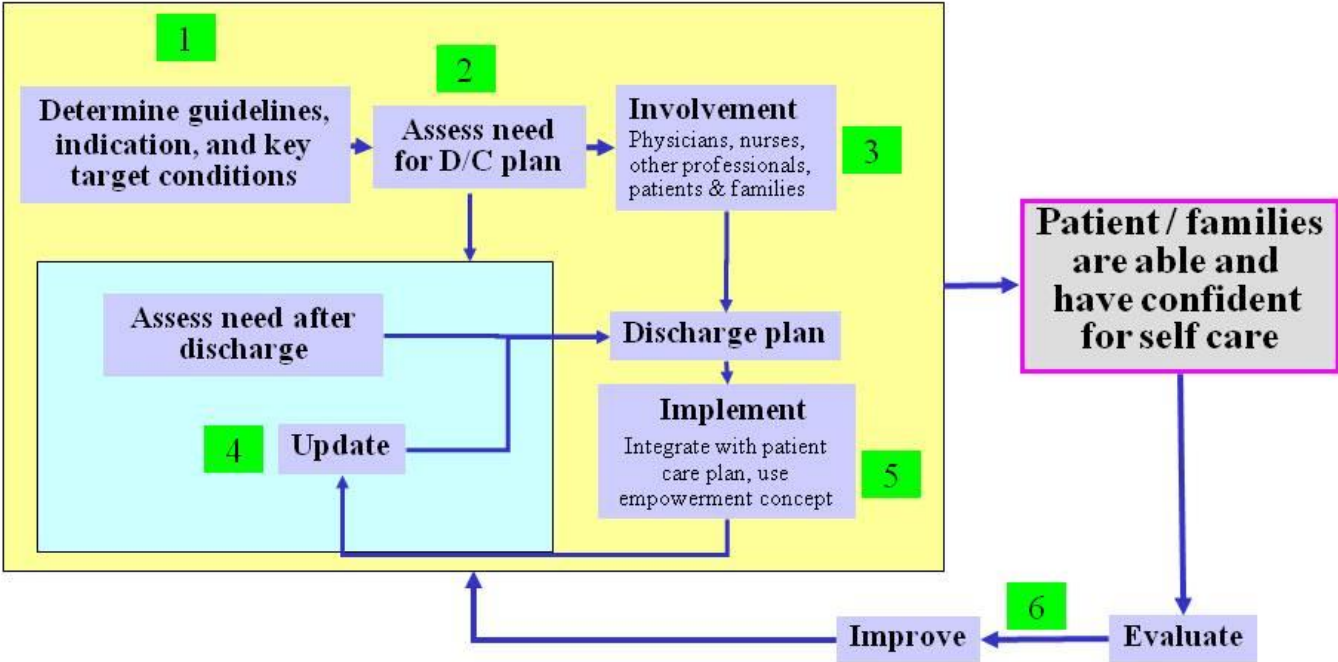 1
Determine guidelines,
indication, and key
target conditions
2
Assess need
for D/C plan
Involvement
Physicians, nurses,
other professionals,
patients & families
3
Patient / families
are able and
have confident
for self care
Assess need after
discharge
Discharge plan
4
Update
Implement
Integrate with patient
care plan, use
empowerment concept
5
6
Improve
Evaluate